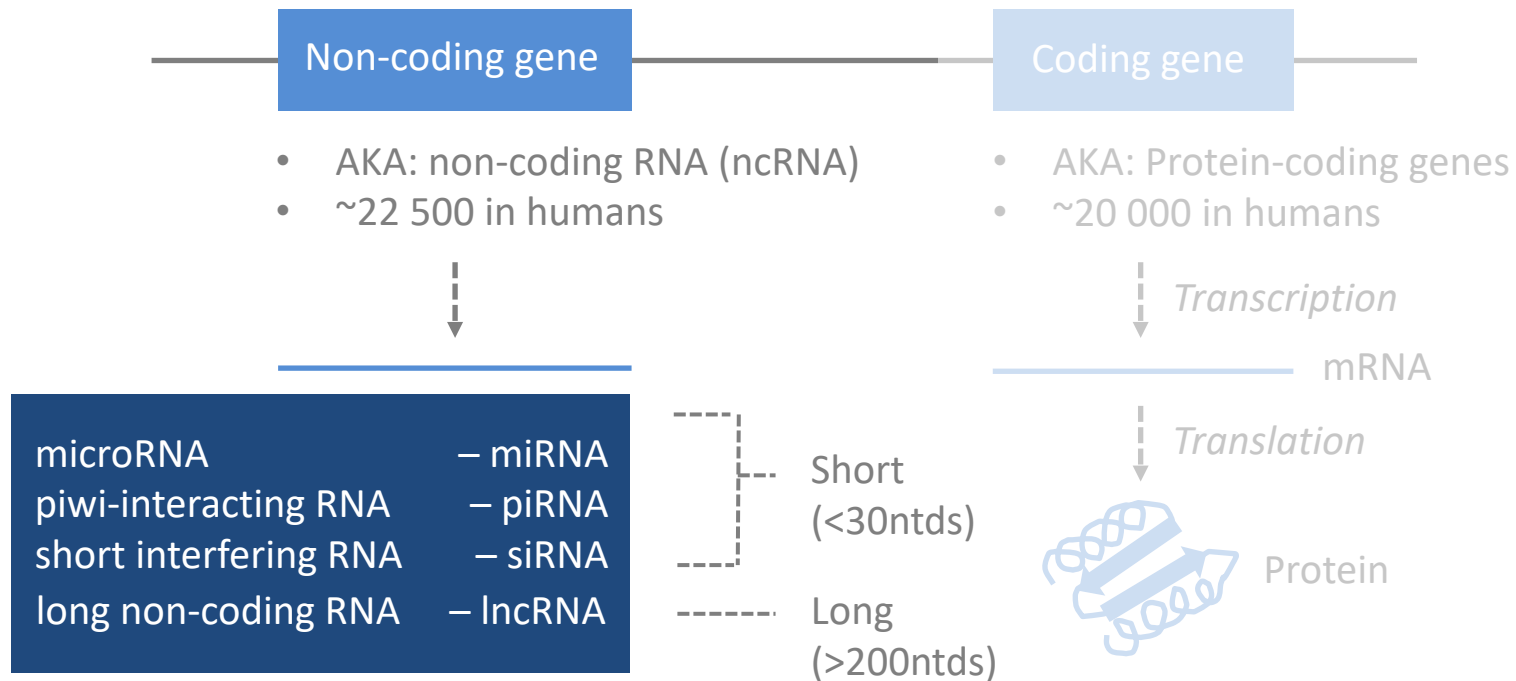 Non-coding gene
• AKA: non-coding RNA (ncRNA)
• ~22 500 in humans
microRNA – miRNA
piwi-interacting RNA – piRNA
short interfering RNA – siRNA
long non-coding RNA – lncRNA
Short
(<30ntds)
Long
(>200ntds)
Coding gene
• AKA: Protein-coding genes
• ~20 000 in humans
Transcription
mRNA
Translation
Protein